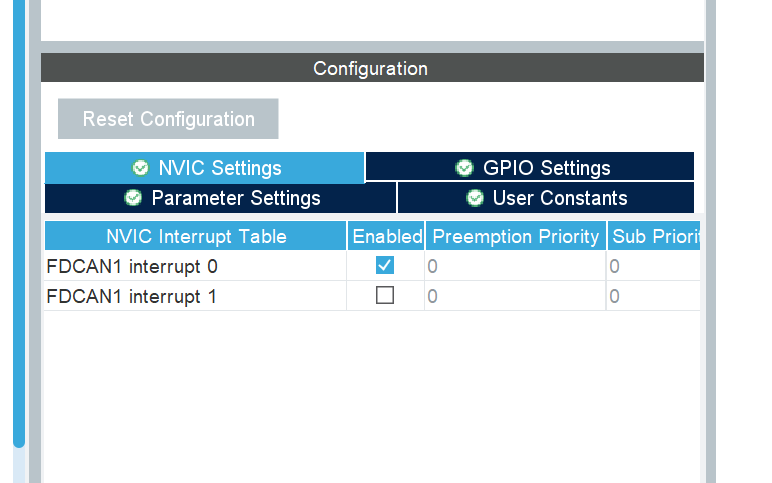 Configuration
Reset Configuration
NVIC Settings GPIO Settings
Parameter Settings User Constants
NVIC Interrupt Table Enabled Preemption Priority Sub Priorit
FDCAN1 interrupt 0 0 0
FDCAN1 interrupt 1 0 0